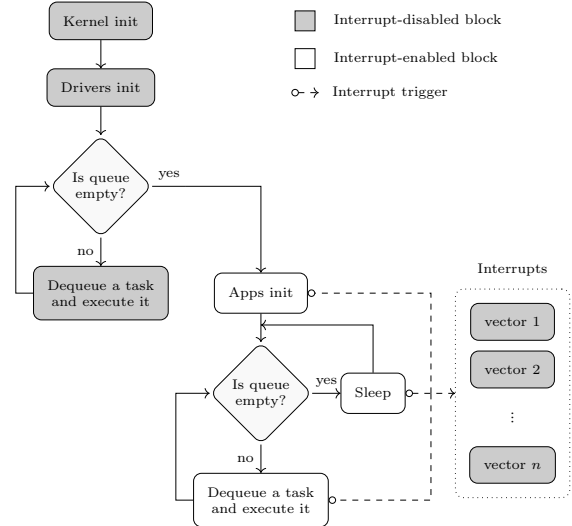 Kernel init
Interrupt-disabled block
Interrupt-enabled block
Interrupt trigger
Drivers init
Is queue
empty?
yes
no
Dequeue a task
and execute it
Apps init
Interrupts
vector 1
vector 2
⋮
vector n
Is queue
empty?
yes
Sleep
no
Dequeue a task
and execute it